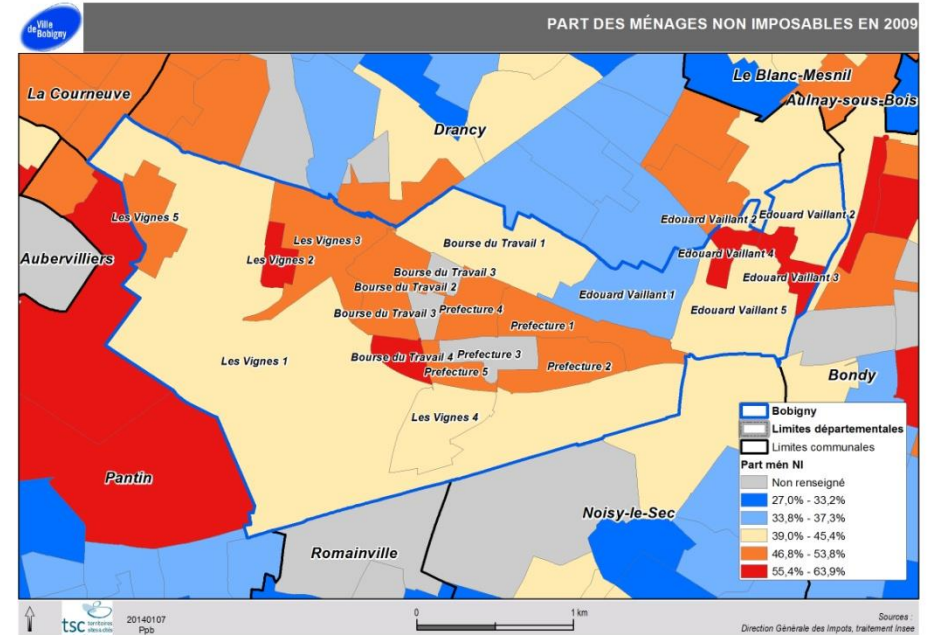 Ville
de Bobigny
PART DES MÉNAGES NON IMPOSABLES EN 2009
La Courneuve
Le Blanc-Mesnil
Aulnay-sous-Bois
Drancy
Les Vignes 5
Edouard Vaillant 2
Edouard Vaillant 2
Les Vignes 3
Bourse du Travail 1
Aubervilliers
Les Vignes 2
Edouard Vaillant 4
Bourse du Travail 3
Edouard Vaillant 3
Bourse du Travail 2
Edouard Vaillant 1
Bourse du Travail 3
Prefecture 4
Edouard Vaillant 5
Prefecture 1
Les Vignes 1
Bourse du Travail 4
Prefecture 3
Prefecture 5
Prefecture 2
Bondy
Les Vignes 4
Pantin
Noisy-le-Sec
Romainville
Bobigny
Limites départementales
Limites communales
Part mén NI
Non renseigné
27,0% - 33,2%
33,8% - 37,3%
39,0% - 45,4%
46,8% - 53,8%
55,4% - 63,9%
tsc
20140107
Ppb
0
1 km
Sources :
Direction Générale des Impots, traitement Insee